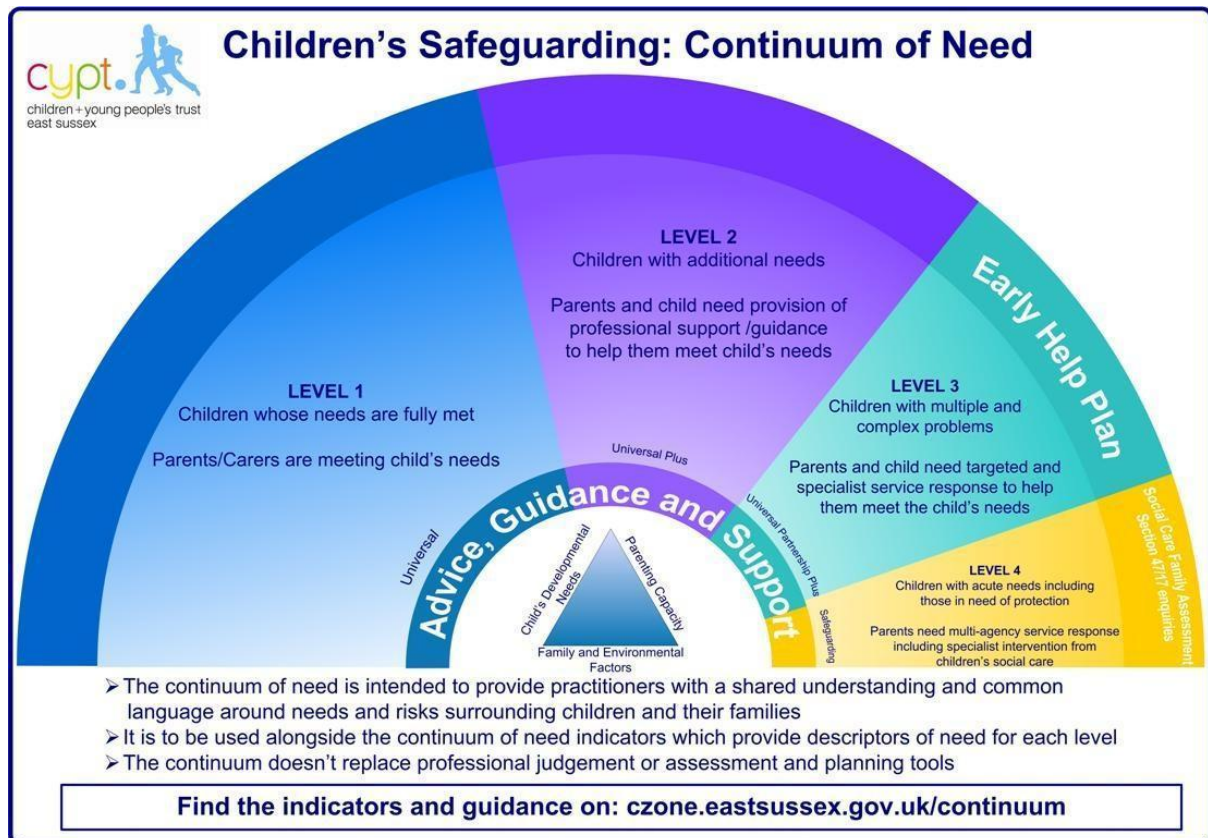 Children’s Safeguarding: Continuum of Need
cypt.
children+young people's trust
east sussex
LEVEL 1
Children whose needs are fully met
Parents/Carers are meeting child’s needs
LEVEL 2
Children with additional needs
Parents and child need provision of
professional support /guidance
to help them meet child’s needs
Early Help Plan
LEVEL 3
Children with multiple and
complex problems
Parents and child need targeted and
specialist service response to help
them meet the child’s needs
Social Care Family Assessment
Section 47/17 enquiries
LEVEL 4
Children with acute needs including
those in need of protection
Parents need multi-agency service response
including specialist intervention from
children’s social care
Universal
Universal Plus
Universal Partnership Plus
Safeguarding
Advice, Guidance and Support
Child’s Developmental
Needs
Parenting Capacity
Family and Environmental
Factors
➢ The continuum of need is intended to provide practitioners with a shared understanding and common
language around needs and risks surrounding children and their families
➢ It is to be used alongside the continuum of need indicators which provide descriptors of need for each level
➢ The continuum doesn’t replace professional judgement or assessment and planning tools
Find the indicators and guidance on: czone.eastsussex.gov.uk/continuum